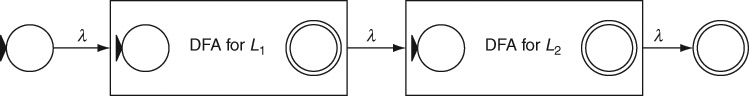 λ DFA for L₁ λ DFA for L₂ λ